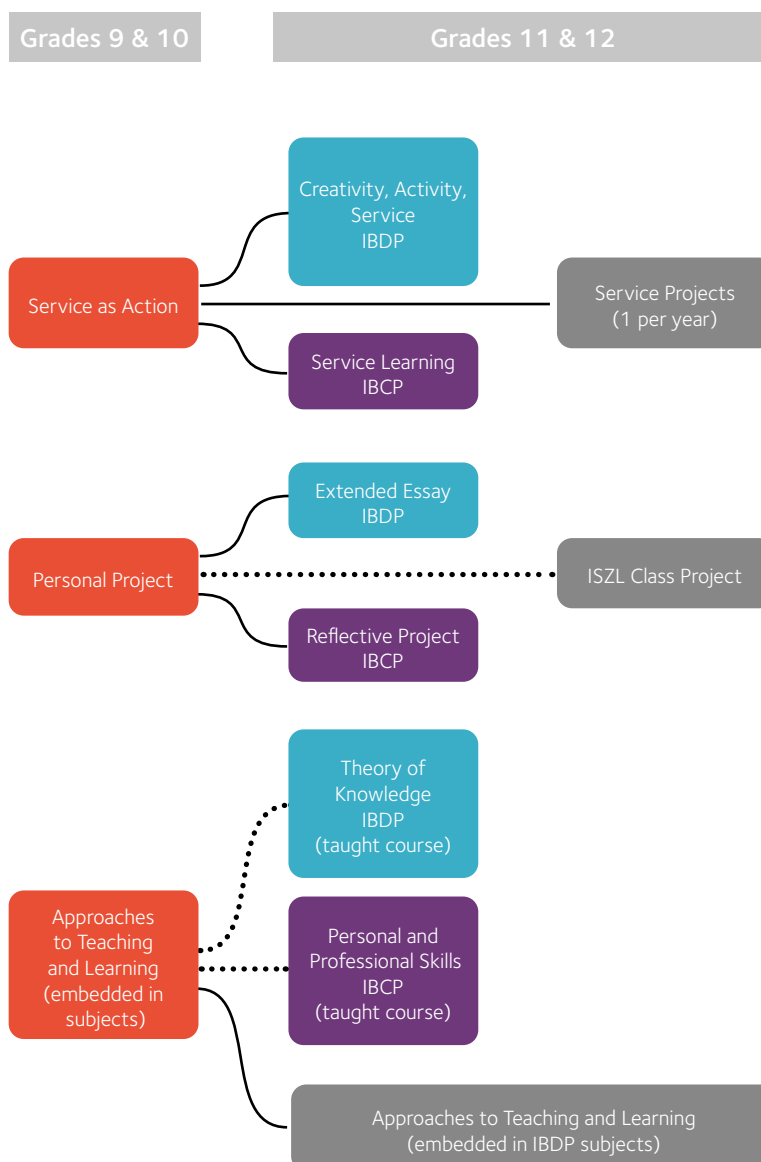 Grades 9 & 10
Grades 11 & 12
Creativity, Activity,
Service
IBDP
Service as Action
Service Projects
(1 per year)
Service Learning
IBCP
Extended Essay
IBDP
Personal Project
ISZL Class Project
Reflective Project
IBCP
Theory of
Knowledge
IBDP
(taught course)
Approaches
to Teaching
and Learning
(embedded in
subjects)
Personal and
Professional Skills
IBCP
(taught course)
Approaches to Teaching and Learning
(embedded in IBDP subjects)